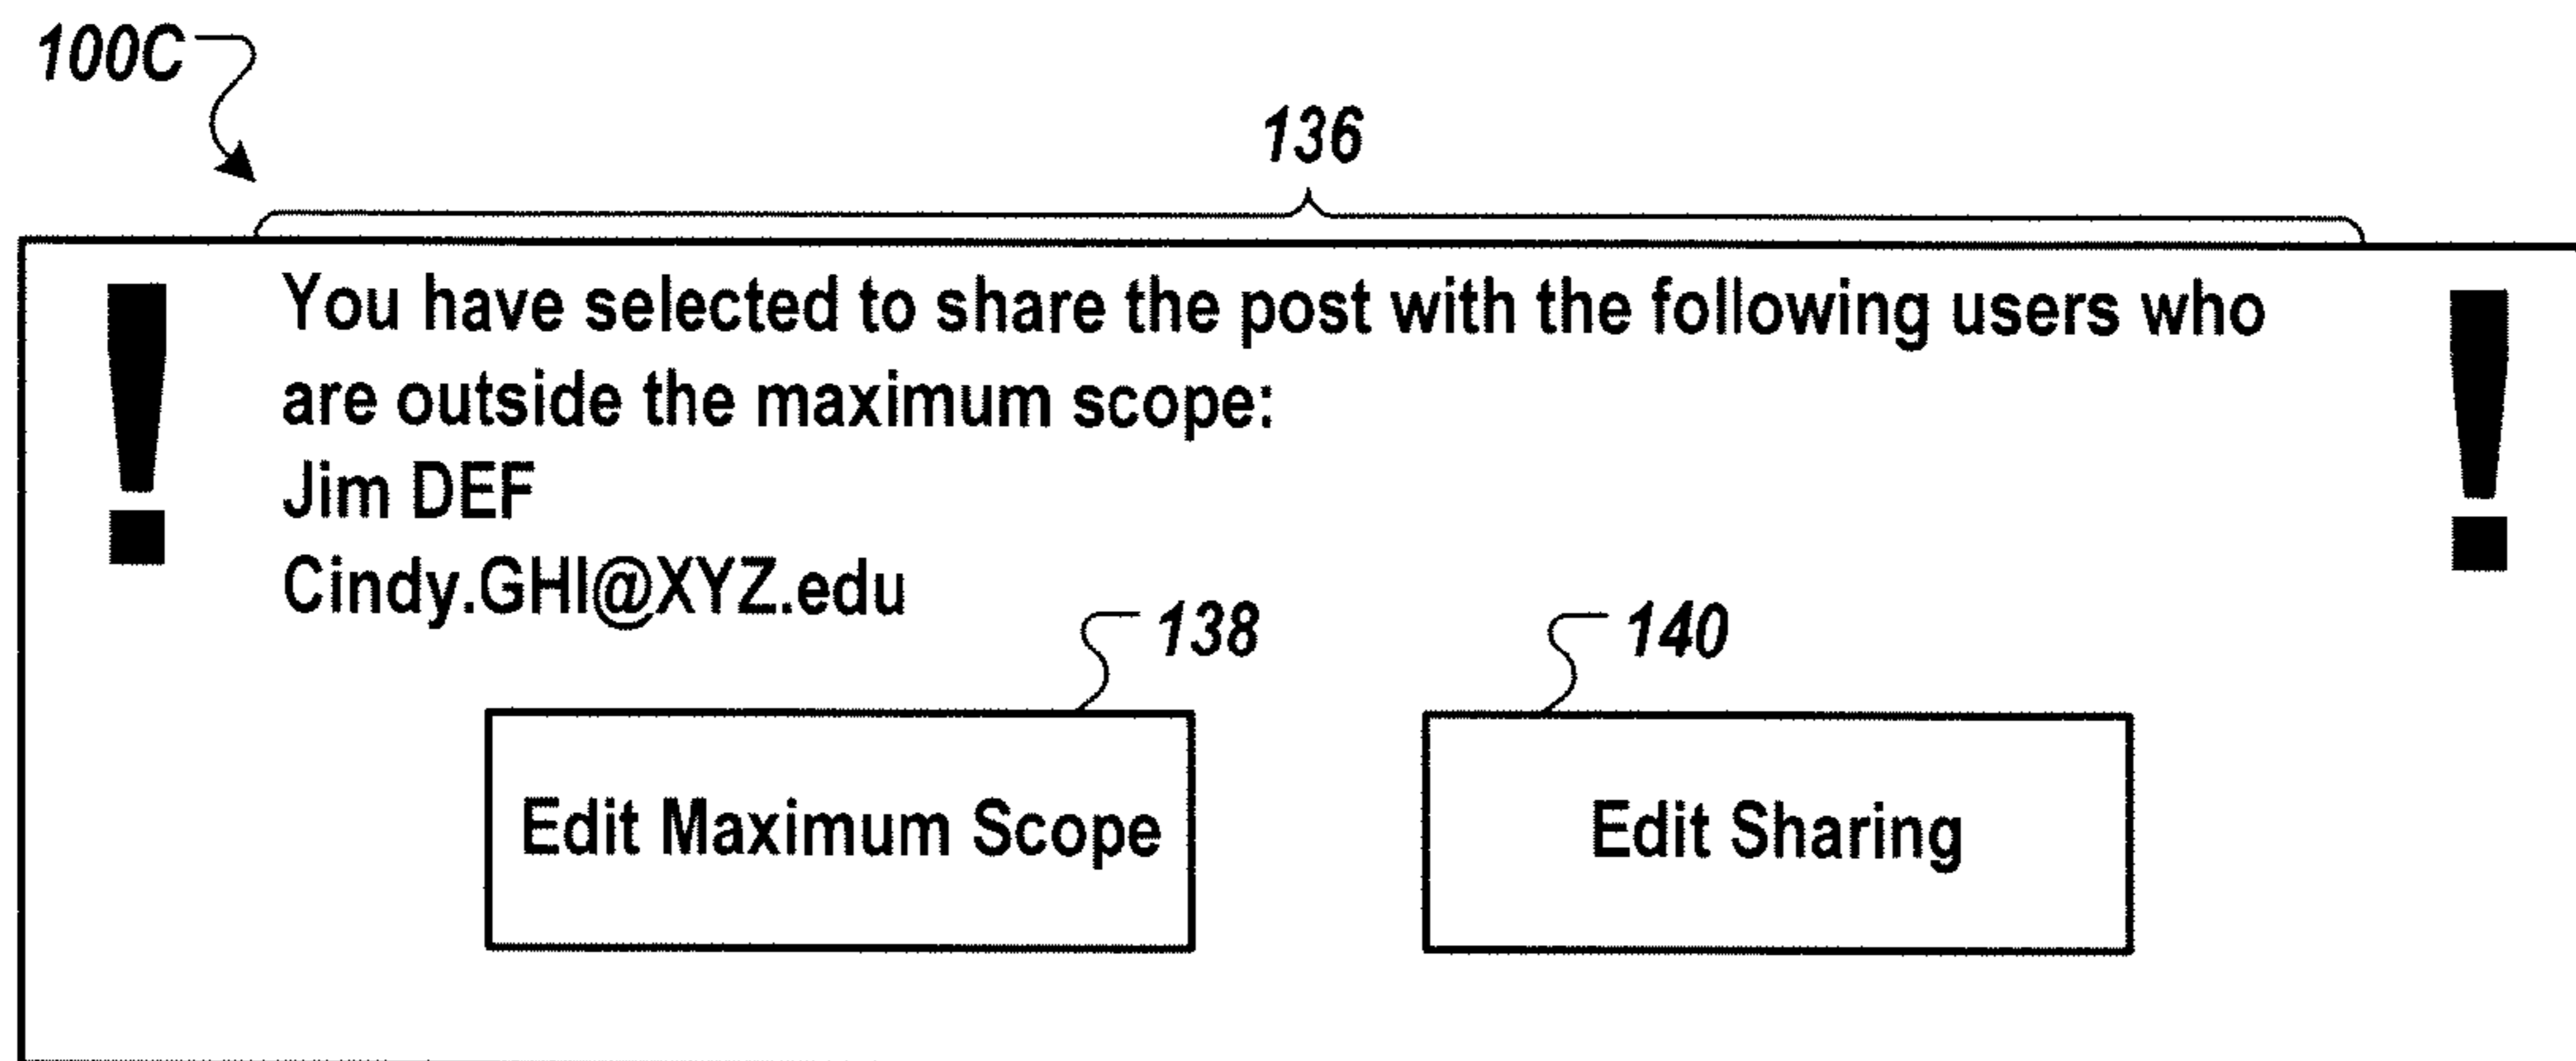 100C
136
! You have selected to share the post with the following users who !
are outside the maximum scope:
Jim DEF
Cindy.GHI@XYZ.edu
138 140
Edit Maximum Scope Edit Sharing